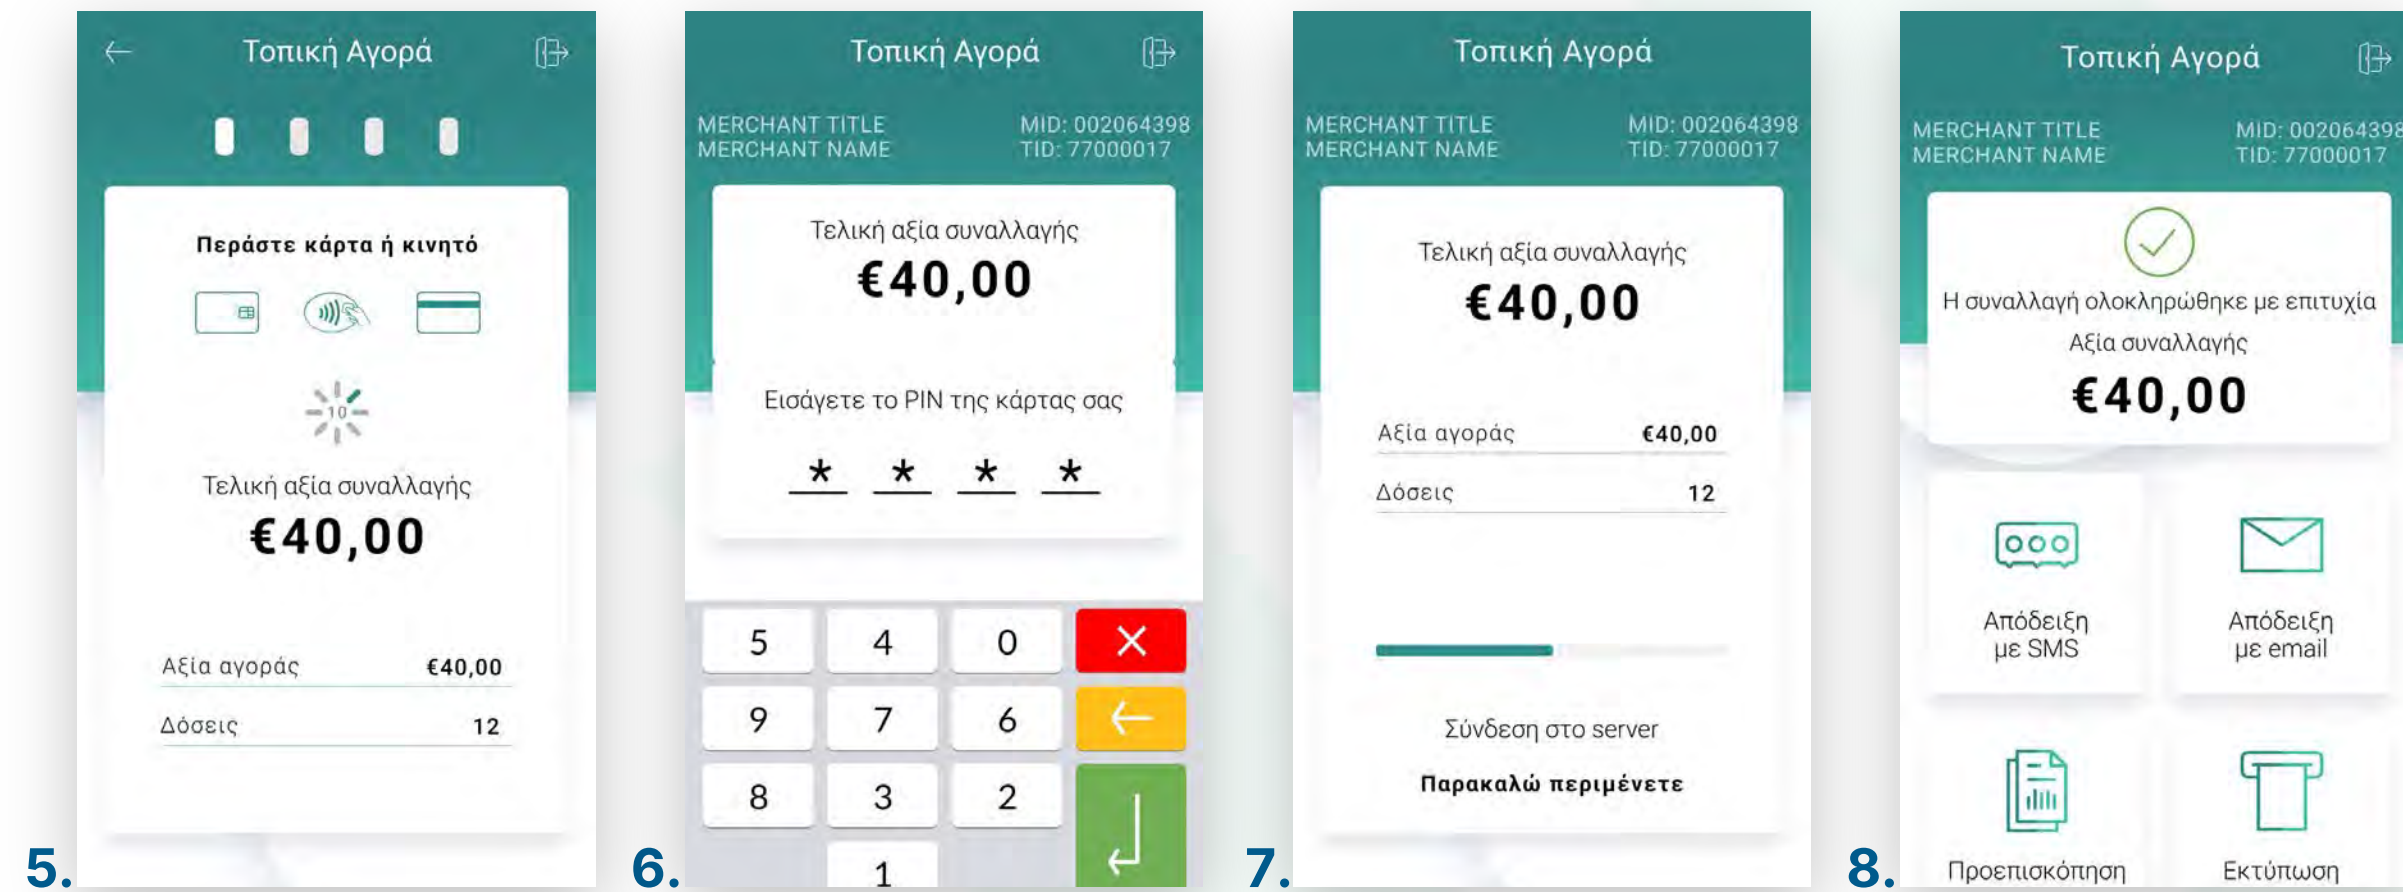 Τοπική Αγορά
Περάστε κάρτα ή κινητό
10
Τελική αξία συναλλαγής
€40,00
Αξία αγοράς €40,00
Δόσεις 12
5.
Τοπική Αγορά
MERCHANT TITLE MID: 002064398
MERCHANT NAME TID: 77000017
Τελική αξία συναλλαγής
€40,00
Εισάγετε το PIN της κάρτας σας
* * * *
5 4 0
9 7 6
8 3 2
1
6.
Τοπική Αγορά
MERCHANT TITLE MID: 002064398
MERCHANT NAME TID: 77000017
Τελική αξία συναλλαγής
€40,00
Αξία αγοράς €40,00
Δόσεις 12
Σύνδεση στο server
Παρακαλώ περιμένετε
7.
Τοπική Αγορά
MERCHANT TITLE MID: 002064398
MERCHANT NAME TID: 77000017
Η συναλλαγή ολοκληρώθηκε με επιτυχία
Αξία συναλλαγής
€40,00
Απόδειξη
με SMS
Απόδειξη
με email
Προεπισκόπηση
Εκτύπωση
8.